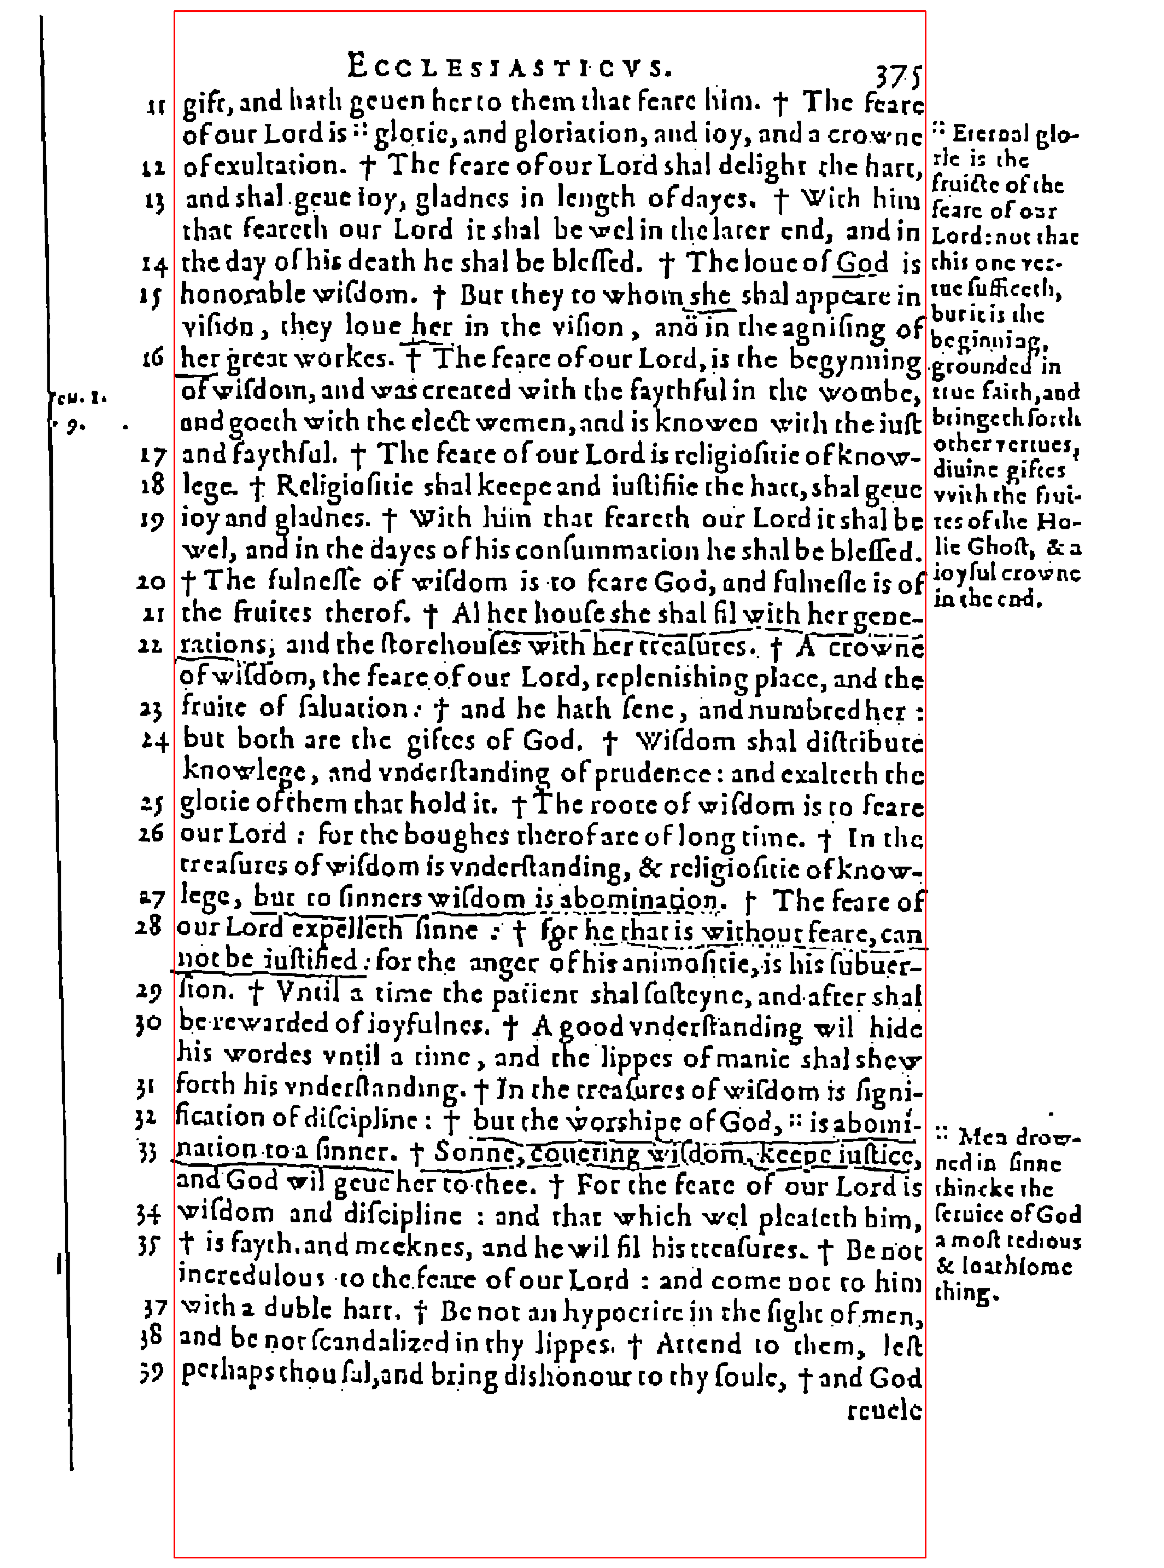 ECCLESIASTICVS. 375
11 gift, and hath geuen her to them that feare him. † The feare
of our Lord is :: glorie, and gloriation, and ioy, and a crowne
12 of exultation. † The feare of our Lord shal delight the hart,
13 and shal geue ioy, gladnes in length of dayes. † With him
that feareth our Lord it shal be wel in the later end, and in
14 the day of his death he shal be blessed. † The loue of God is
15 honorable wisdom. † But they to whom she shal appeare in
vision, they loue her in the vision, and in the agnising of
16 her great workes. † The feare of our Lord, is the begynning
of wisdom, and was created with the faythful in the wombe,
and goeth with the elect wemen, and is knowen with the iust
17 and faythful. † The feare of our Lord is religiositie of know-
18 lege. † Religiositie shal keepe and iustifiie the hart, shal geue
19 ioy and gladnes. † With him that feareth our Lord it shal be
wel, and in the dayes of his consummation he shal be blessed.
20 † The fulnesse of wisdom is to feare God, and fulnesse is of
21 the fruites therof. † Al her house she shal fil with her gene-
22 rations, and the storehouses with her treasures. † A crowne
of wisdom, the feare of our Lord, replenishing place, and the
23 fruite of saluation: † and he hath sene, and numbred her :
24 but both are the giftes of God. † Wisdom shal distribute
knowlege, and vnderstanding of prudence: and exalteth the
25 glorie of them that hold it. † The roote of wisdom is to feare
26 our Lord : for the boughes therof are of long time. † In the
treasures of wisdom is vnderstanding, & religiositie of know-
27 lege, but to sinners wisdom is abomination. † The feare of
28 our Lord expelleth sinne : † for he that is without feare, can
not be iustified: for the anger of his animositie, is his subuer-
29 sion. † Vntil a time the patient shal susteyne, and after shal
30 be rewarded of ioyfulnes. † A good vnderstanding wil hide
his wordes vntil a time, and the lippes of manie shal shew
31 forth his vnderstanding. † In the treasures of wisdom is signi-
32 fication of discipline: † but the worshipe of God, :: is abomi-
33 nation to a sinner. † Sonne, coueting wisdom, keepe iustice,
and God wil geue her to thee. † For the feare of our Lord is
34 wisdom and discipline : and that which wel pleaseth him,
35 † is fayth. and meeknes, and he wil fil his treasures. † Be not
incredulous to the feare of our Lord : and come not to him
37 with a duble hart. † Be not an hypocrite in the sight of men,
38 and be not scandalized in thy lippes. † Attend to them, lest
39 perhaps thou fal, and bring dishonour to thy soule, † and God
reuele
9.
:: Eternal glo-
rie is the
fruicte of the
feare of our
Lord: not that
this one ver-
tue sufficeth,
but it is the
beginning,
grounded in
true faith, and
bringeth forth
other vertues,
diuine giftes
vvith the frui-
tes of the Ho-
lie Ghost, & a
ioyful crowne
in the end.
:: Men drow-
ned in sinne
thincke the
seruice of God
a most tedious
& loathsome
thing.